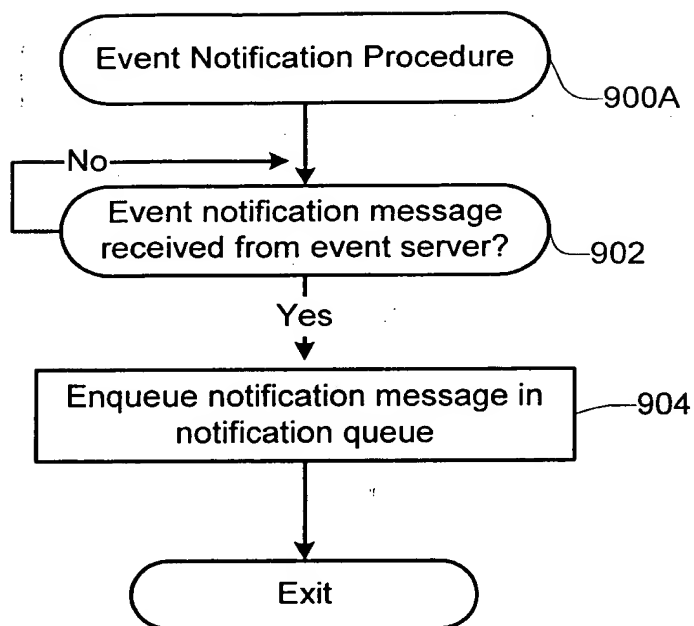 Event Notification Procedure
900A
No
Event notification message
received from event server?
902
Yes
Enqueue notification message in
notification queue
904
Exit